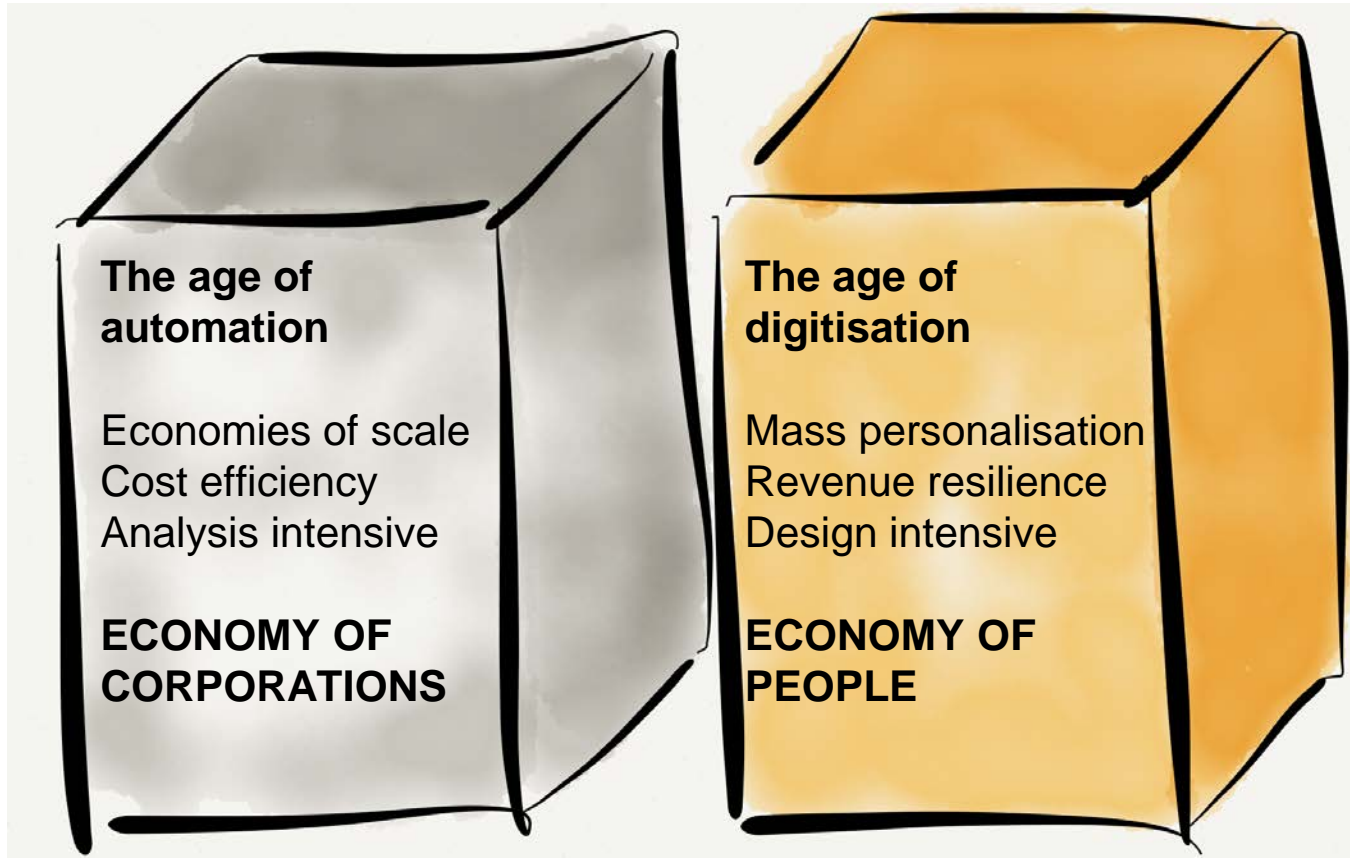 The age of
automation
Economies of scale
Cost efficiency
Analysis intensive
ECONOMY OF
CORPORATIONS
The age of
digitisation
Mass personalisation
Revenue resilience
Design intensive
ECONOMY OF
PEOPLE